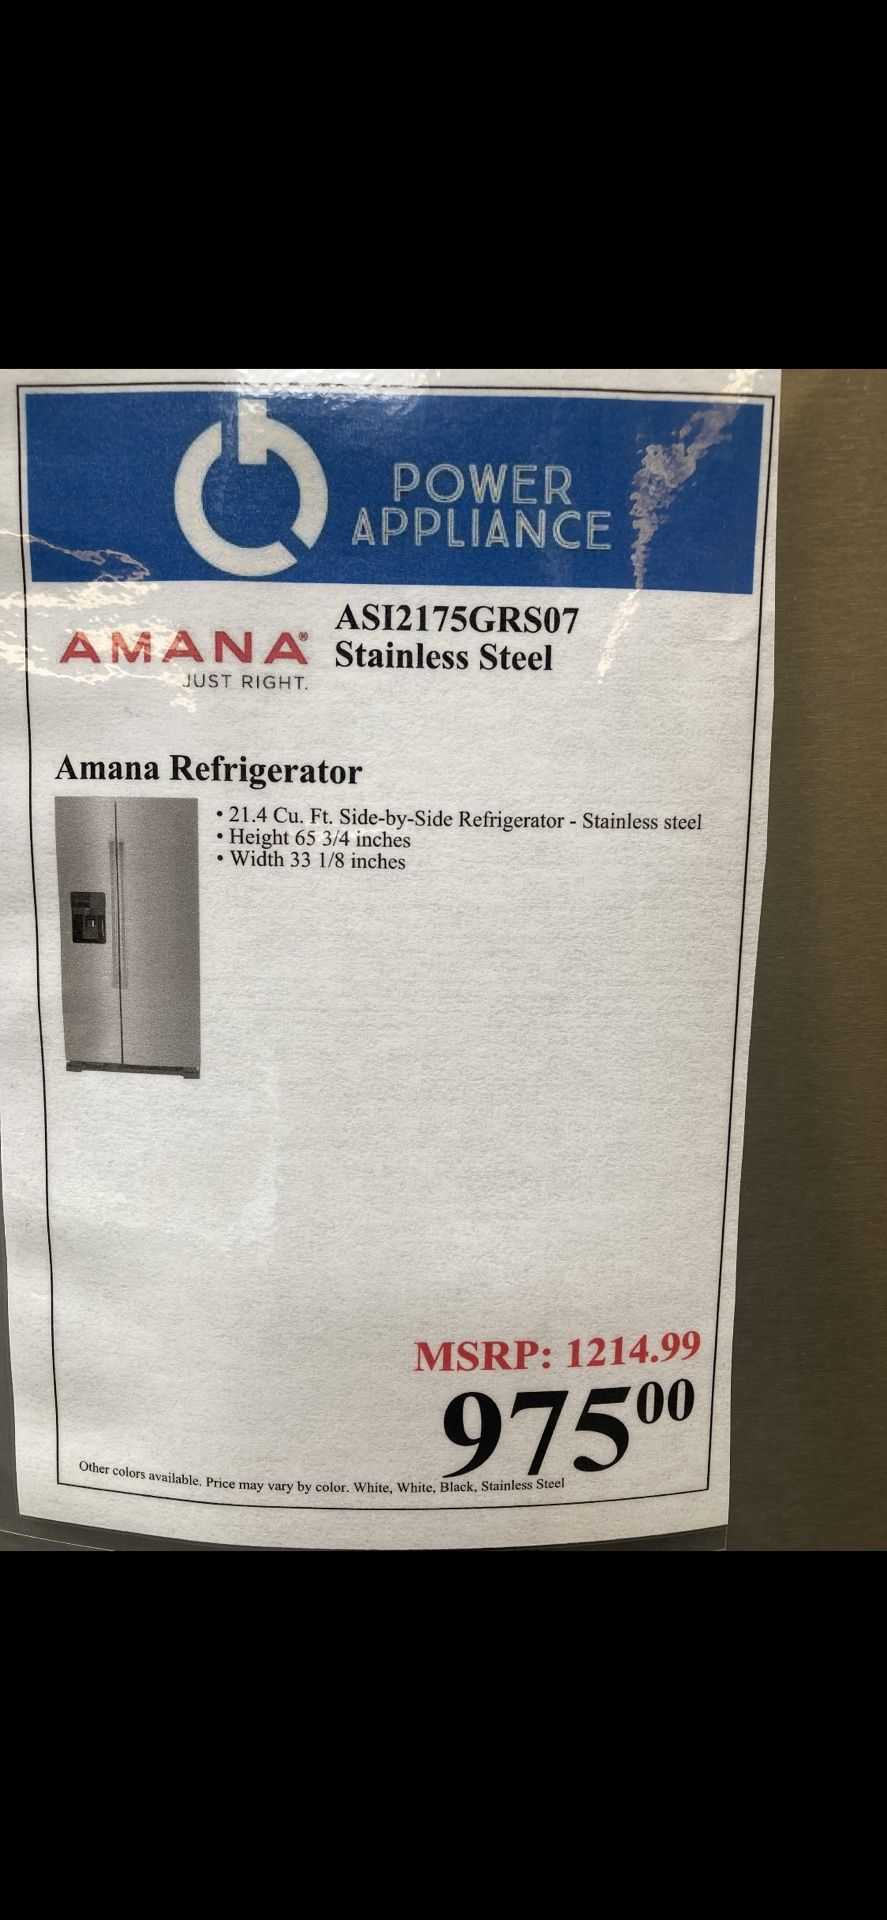 POWER
APPLIANCE
AMANA®
JUST RIGHT.
ASI2175GRS07
Stainless Steel
Amana Refrigerator
• 21.4 Cu. Ft. Side-by-Side Refrigerator - Stainless steel
• Height 65 3/4 inches
• Width 33 1/8 inches
MSRP: 1214.99
975⁰⁰
Other colors available. Price may vary by color. White, White, Black, Stainless Steel